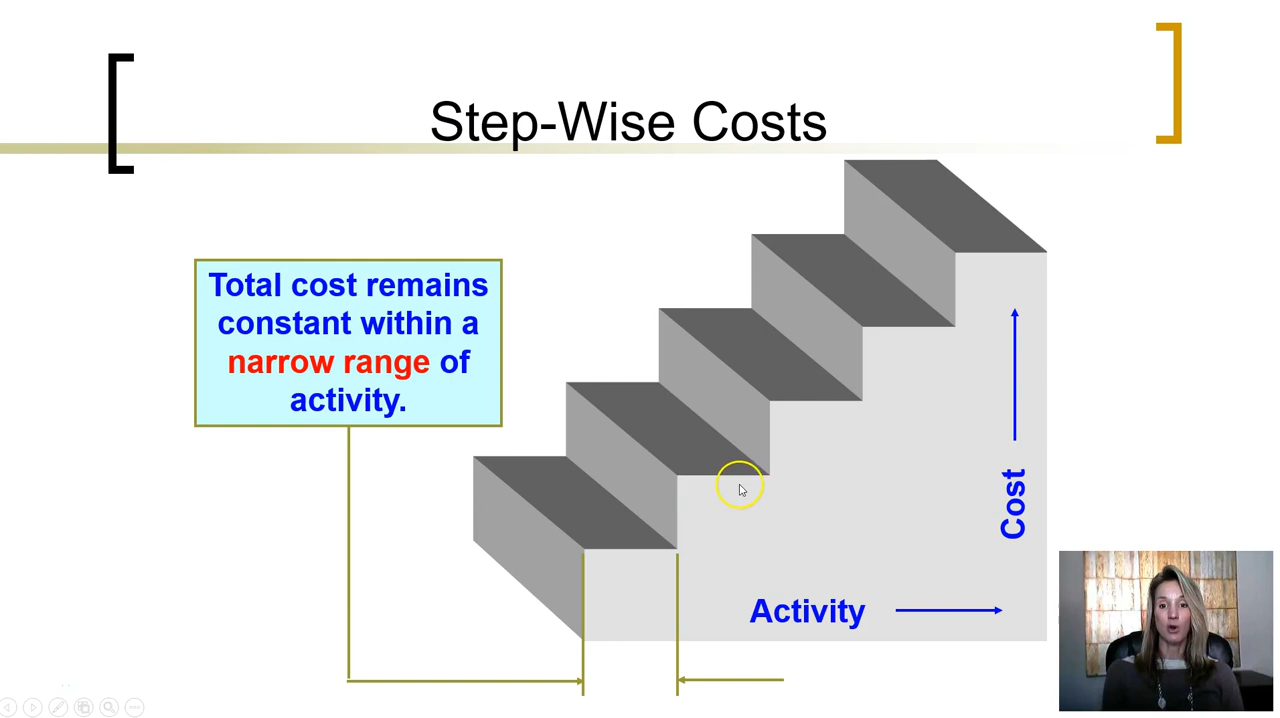 Step-Wise Costs
Total cost remains
constant within a
narrow range of
activity.
Cost
Activity